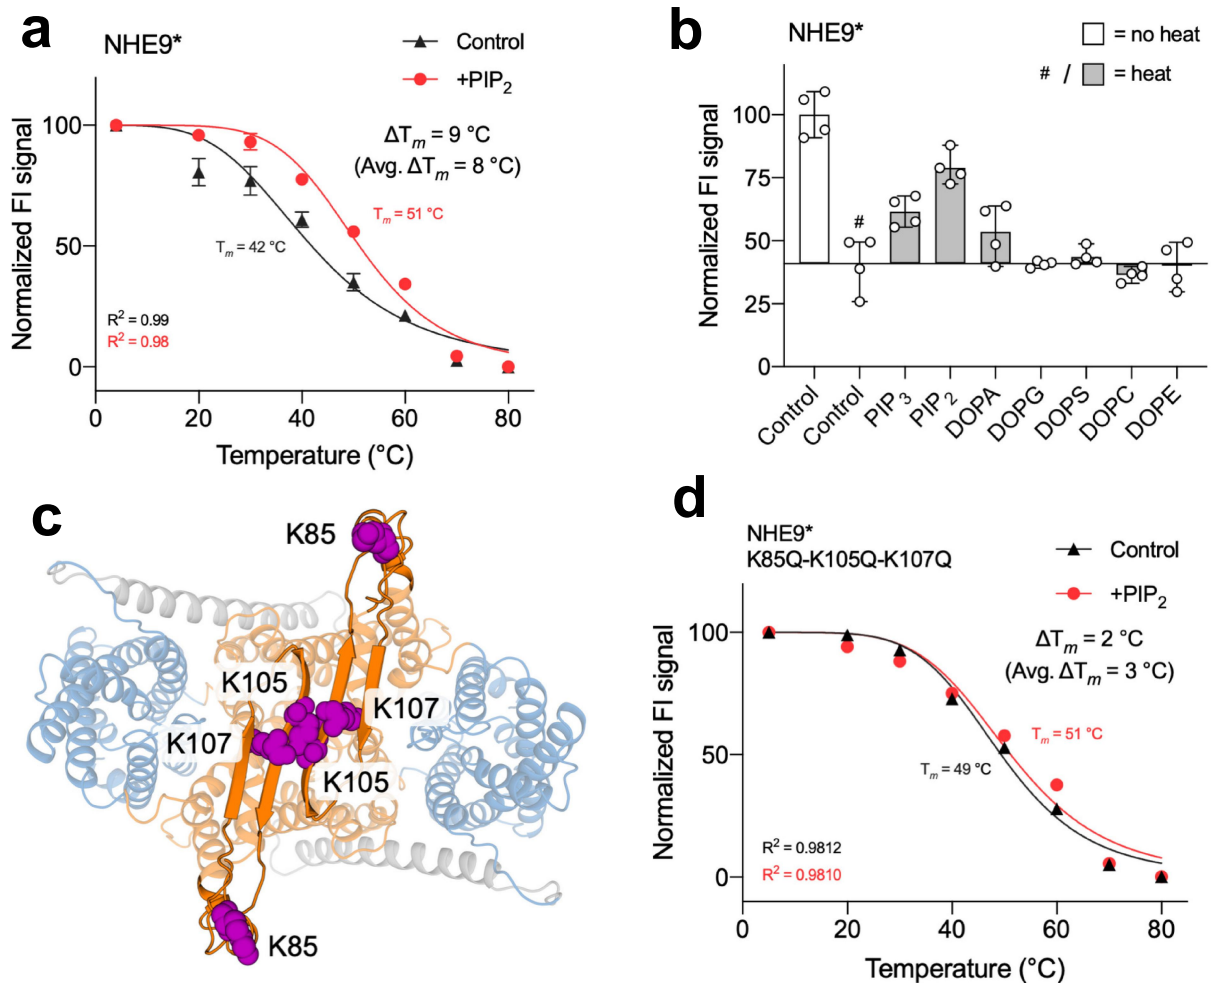 a
NHE9*
Control
+PIP2
ΔTm = 9 °C
(Avg. ΔTm = 8 °C)
Tm = 51 °C
Tm = 42 °C
R2 = 0.99
R2 = 0.98
Normalized FI signal
100
50
0
0 20 40 60 80
Temperature (°C)
b
NHE9*
= no heat
# / = heat
#
Normalized FI signal
100
75
50
25
0
Control Control PIP3 PIP2 DOPA DOPG DOPS DOPC DOPE
c
K85
K105
K107
K107
K105
K85
d
NHE9*
K85Q-K105Q-K107Q
Control
+PIP2
ΔTm = 2 °C
(Avg. ΔTm = 3 °C)
Tm = 51 °C
Tm = 49 °C
R2 = 0.9812
R2 = 0.9810
Normalized FI signal
100
50
0
0 20 40 60 80
Temperature (°C)